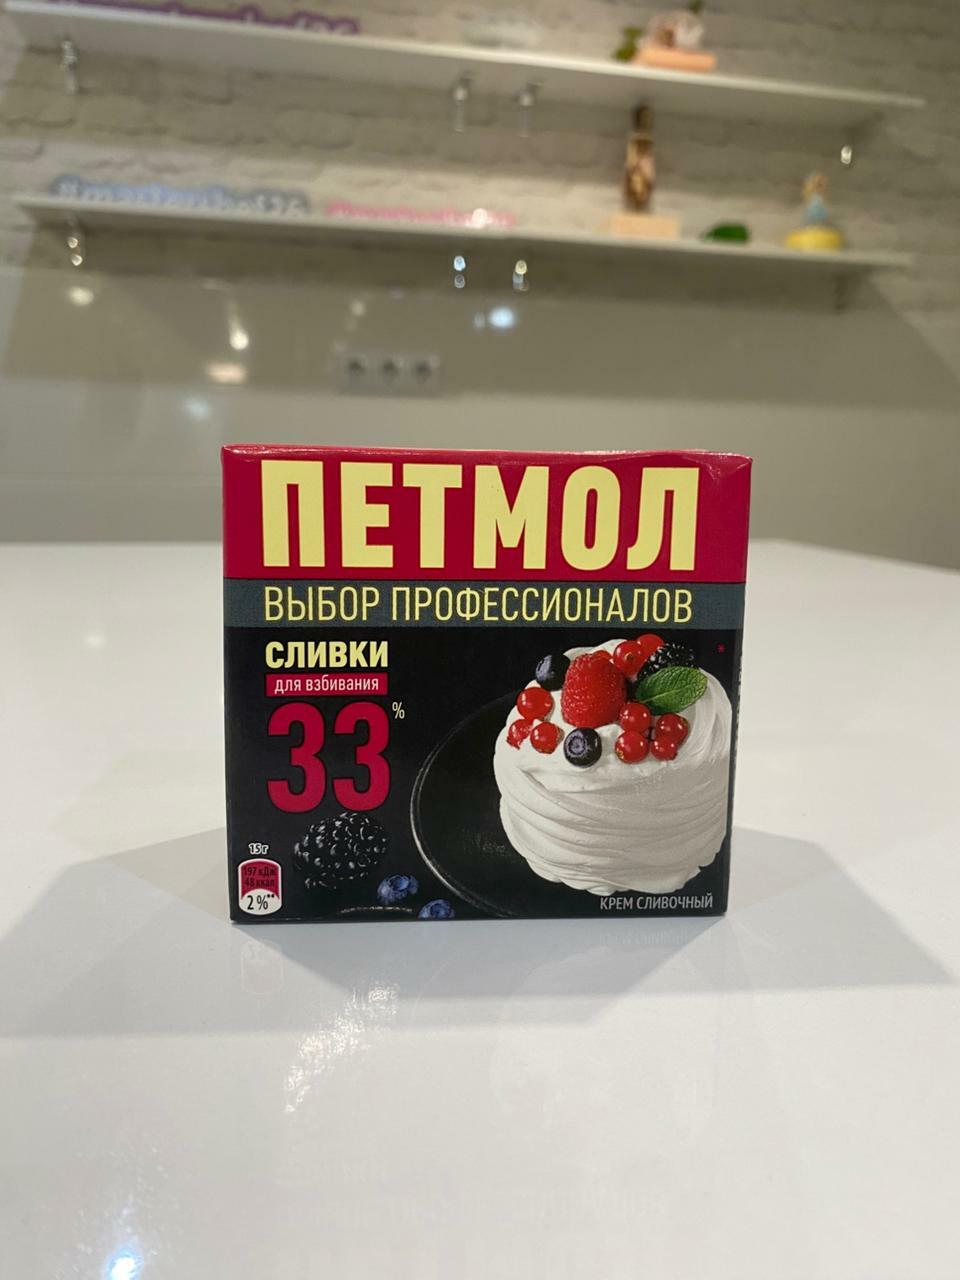 ПЕТМОЛ
ВЫБОР ПРОФЕССИОНАЛОВ
СЛИВКИ
для взбивания
33%
*
15 г
197 кДж
48 ккал
2%**
КРЕМ СЛИВОЧНЫЙ